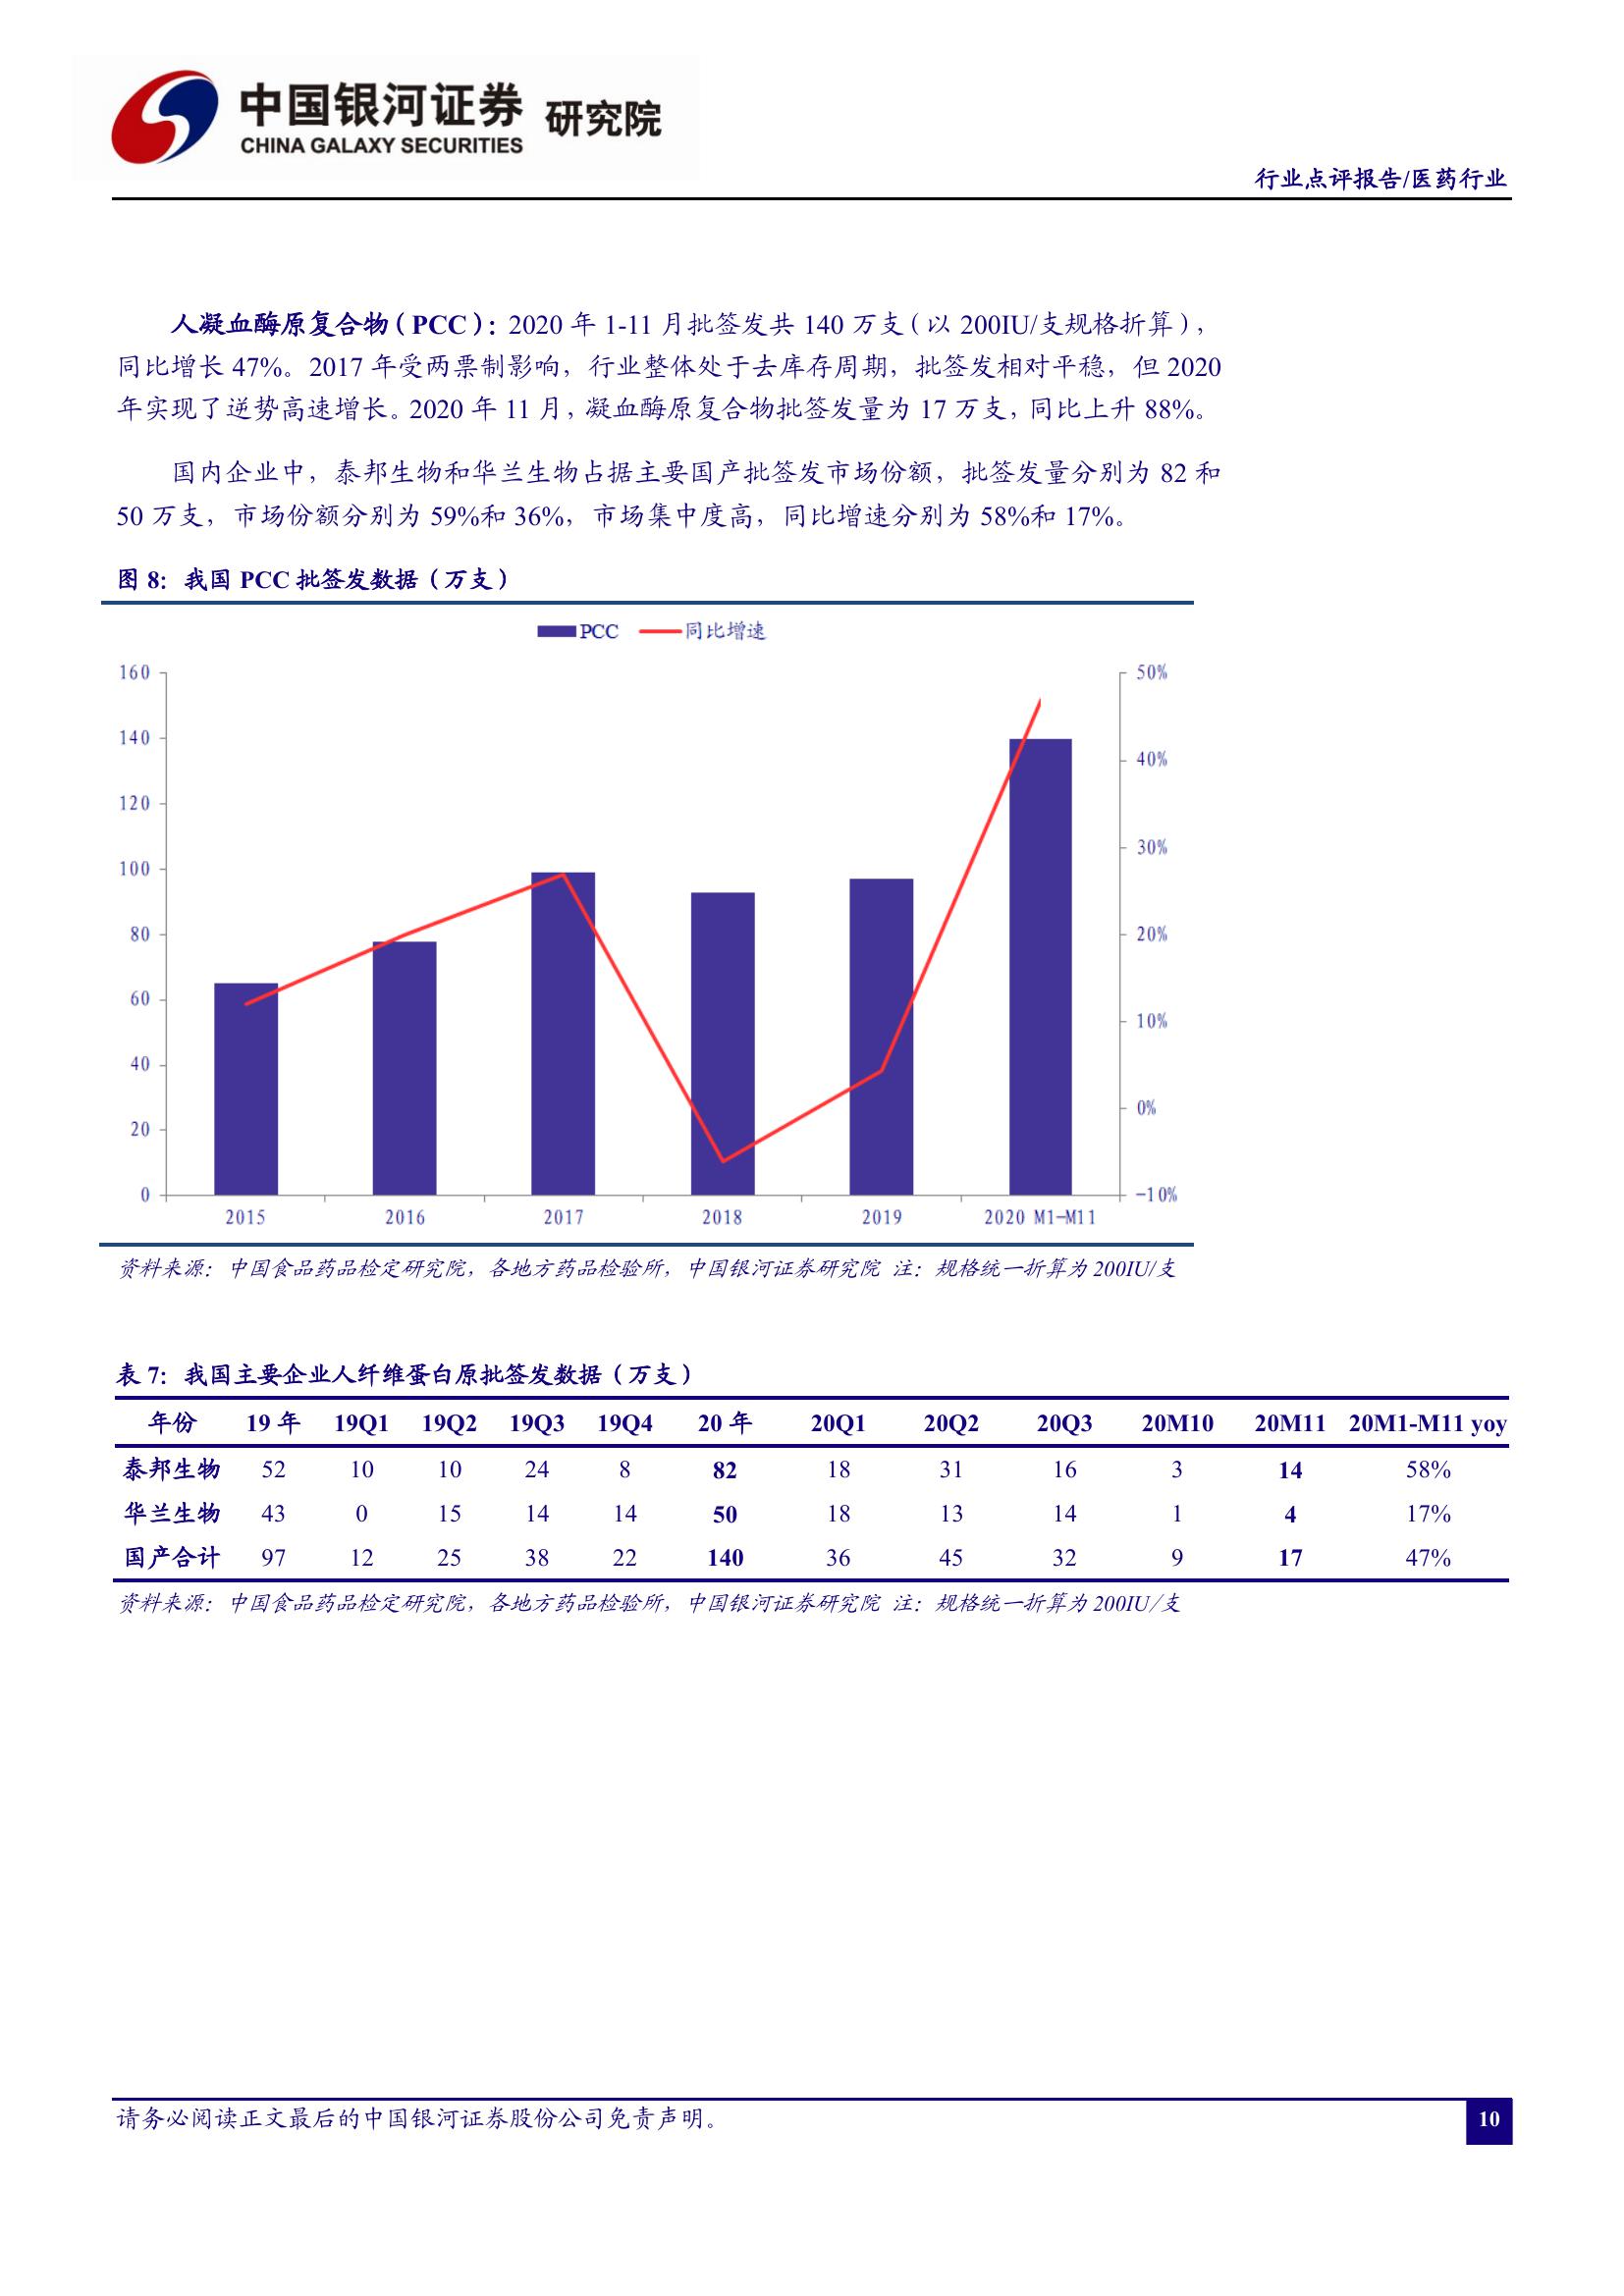 中国银河证券 研究院
CHINA GALAXY SECURITIES
行业点评报告/医药行业
人凝血酶原复合物（PCC）：2020 年 1-11 月批签发共 140 万支（以 200IU/支规格折算），
同比增长 47%。2017 年受两票制影响，行业整体处于去库存周期，批签发相对平稳，但 2020
年实现了逆势高速增长。2020 年 11 月，凝血酶原复合物批签发量为 17 万支，同比上升 88%。
国内企业中，泰邦生物和华兰生物占据主要国产批签发市场份额，批签发量分别为 82 和
50 万支，市场份额分别为 59%和 36%，市场集中度高，同比增速分别为 58%和 17%。
图 8：我国 PCC 批签发数据（万支）
PCC 同比增速
160 50%
140
40%
120
30%
100
80 20%
60
10%
40
0%
20
0 -10%
2015 2016 2017 2018 2019 2020 M1-M11
资料来源：中国食品药品检定研究院，各地方药品检验所，中国银河证券研究院 注：规格统一折算为 200IU/支
表 7：我国主要企业人纤维蛋白原批签发数据（万支）
年份 19 年 19Q1 19Q2 19Q3 19Q4 20 年 20Q1 20Q2 20Q3 20M10 20M11 20M1-M11 yoy
泰邦生物 52 10 10 24 8 82 18 31 16 3 14 58%
华兰生物 43 0 15 14 14 50 18 13 14 1 4 17%
国产合计 97 12 25 38 22 140 36 45 32 9 17 47%
资料来源：中国食品药品检定研究院，各地方药品检验所，中国银河证券研究院 注：规格统一折算为 200IU/支
请务必阅读正文最后的中国银河证券股份公司免责声明。
10